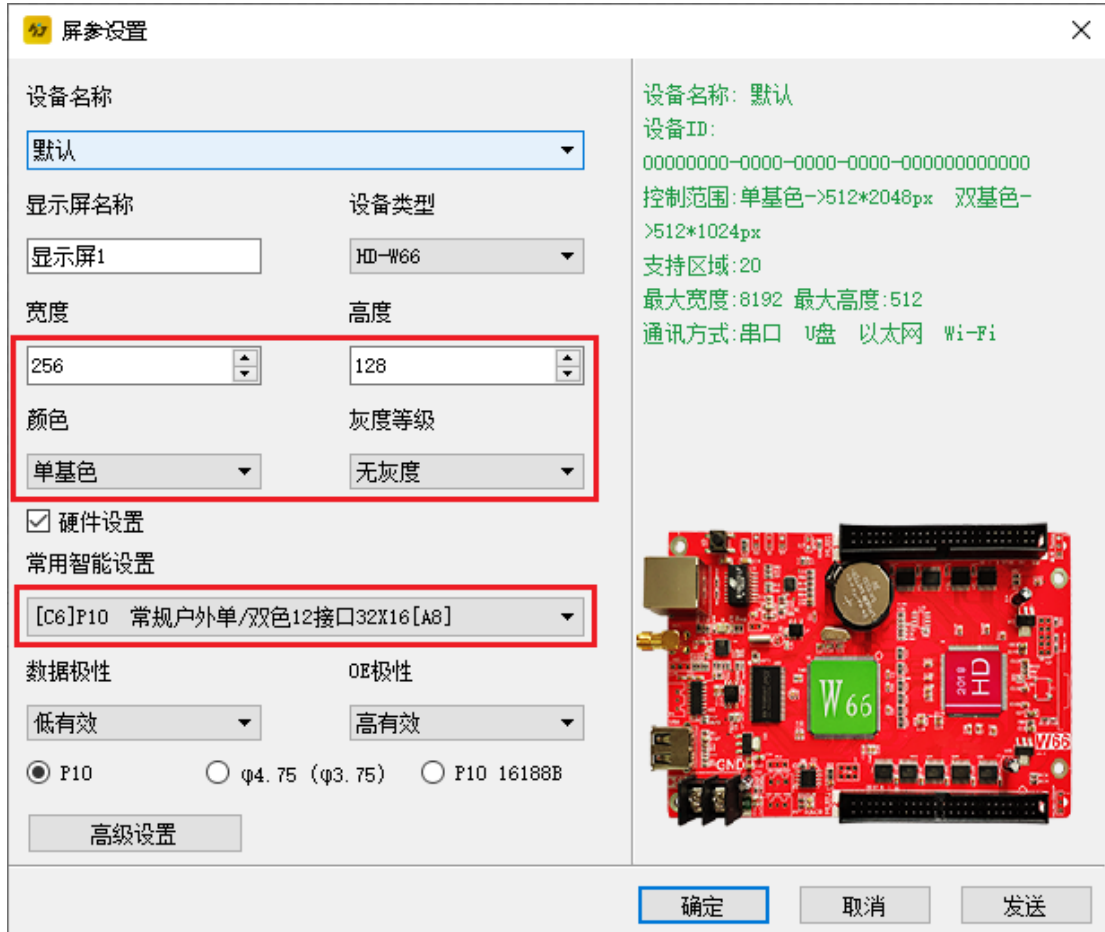 屏参设置
设备名称
默认
显示屏名称 设备类型
显示屏1 HD-W66
宽度 高度
256 128
颜色 灰度等级
单基色 无灰度
硬件设置
常用智能设置
[C6]P10 常规户外单/双色12接口32X16[A8]
数据极性 OE极性
低有效 高有效
P10 φ4.75 (φ3.75) P10 16188B
高级设置
设备名称: 默认
设备ID:
00000000-0000-0000-0000-000000000000
控制范围:单基色->512*2048px 双基色-
>512*1024px
支持区域:20
最大宽度:8192 最大高度:512
通讯方式:串口 U盘 以太网 Wi-Fi
W66
2018 HD
W66
GND
确定 取消 发送